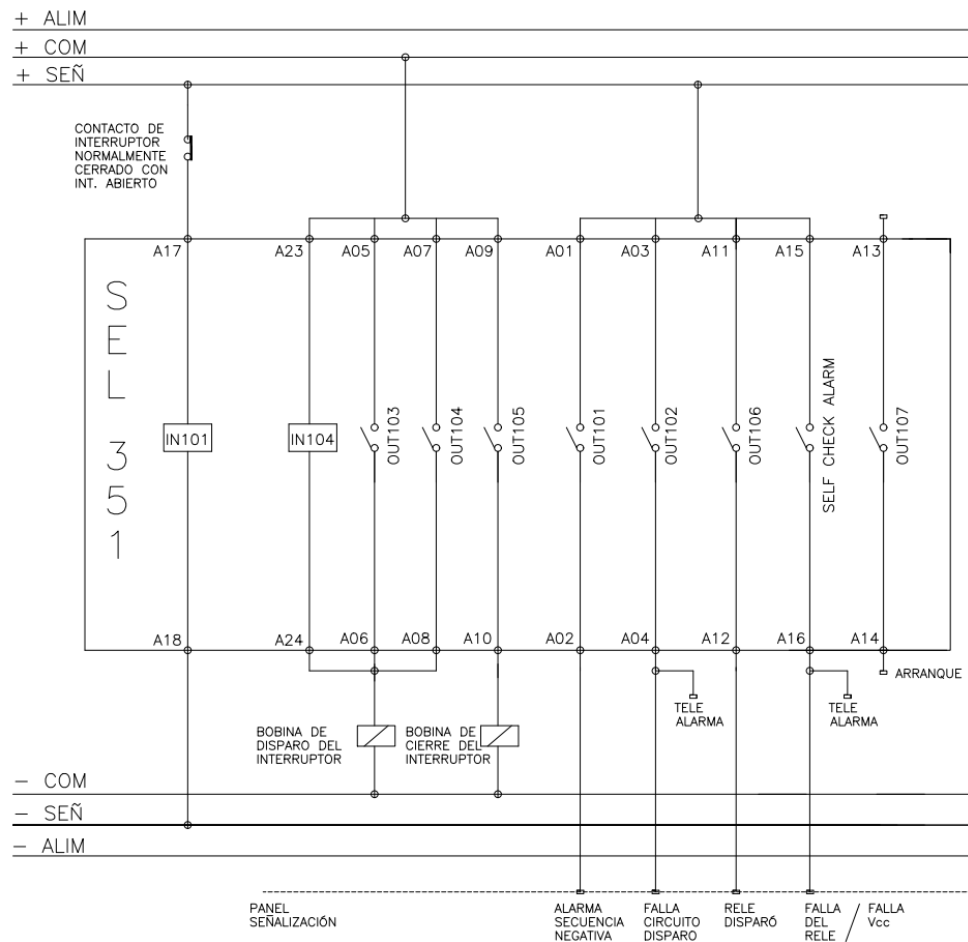 + ALIM
+ COM
+ SEÑ
CONTACTO DE
INTERRUPTOR
NORMALMENTE
CERRADO CON
INT. ABIERTO
A17
A23
A05
A07
A09
A01
A03
A11
A15
A13
SEL 351
IN101
IN104
OUT103
OUT104
OUT105
OUT101
OUT102
OUT106
SELF CHECK ALARM
OUT107
A18
A24
A06
A08
A10
A02
A04
A12
A16
A14
ARRANQUE
TELE
ALARMA
TELE
ALARMA
BOBINA DE
DISPARO DEL
INTERRUPTOR
BOBINA DE
CIERRE DEL
INTERRUPTOR
− COM
− SEÑ
− ALIM
PANEL
SEÑALIZACIÓN
ALARMA
SECUENCIA
NEGATIVA
FALLA
CIRCUITO
DISPARO
RELE
DISPARÓ
FALLA
DEL
RELE /
FALLA
Vcc